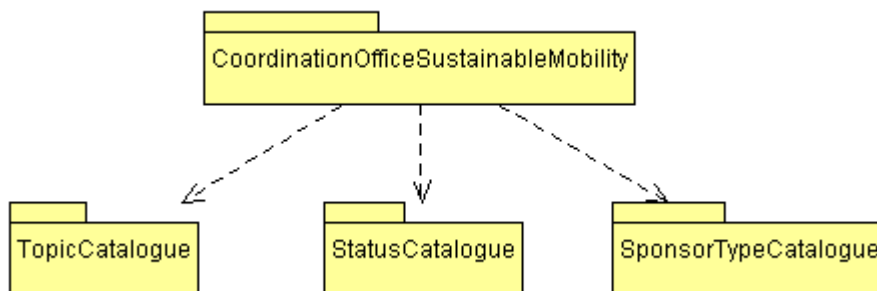 CoordinationOfficeSustainableMobility
TopicCatalogue
StatusCatalogue
SponsorTypeCatalogue